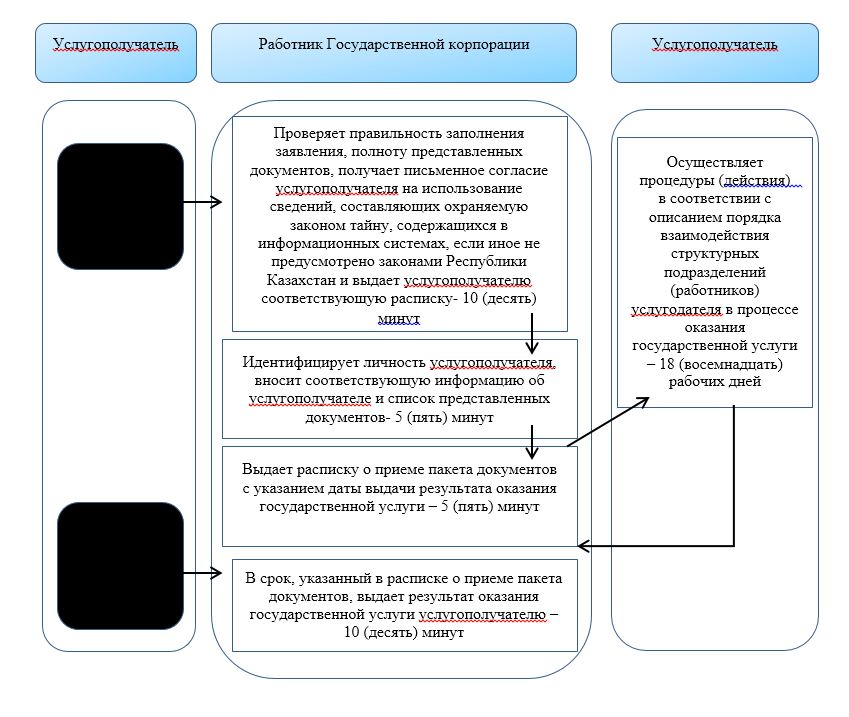 Услугополучатель
Работник Государственной корпорации
Услугополучатель
Проверяет правильность заполнения
заявления, полноту представленных
документов, получает письменное согласие
услугополучателя на использование
сведений, составляющих охраняемую
законом тайну, содержащихся в
информационных системах, если иное не
предусмотрено законами Республики
Казахстан и выдает услугополучателю
соответствующую расписку- 10 (десять)
минут
Идентифицирует личность услугополучателя,
вносит соответствующую информацию об
услугополучателе и список представленных
документов- 5 (пять) минут
Выдает расписку о приеме пакета документов
с указанием даты выдачи результата оказания
государственной услуги – 5 (пять) минут
В срок, указанный в расписке о приеме пакета
документов, выдает результат оказания
государственной услуги услугополучателю –
10 (десять) минут
Осуществляет
процедуры (действия)
в соответствии с
описанием порядка
взаимодействия
структурных
подразделений
(работников)
услугодателя в процессе
оказания
государственной услуги
– 18 (восемнадцать)
рабочих дней